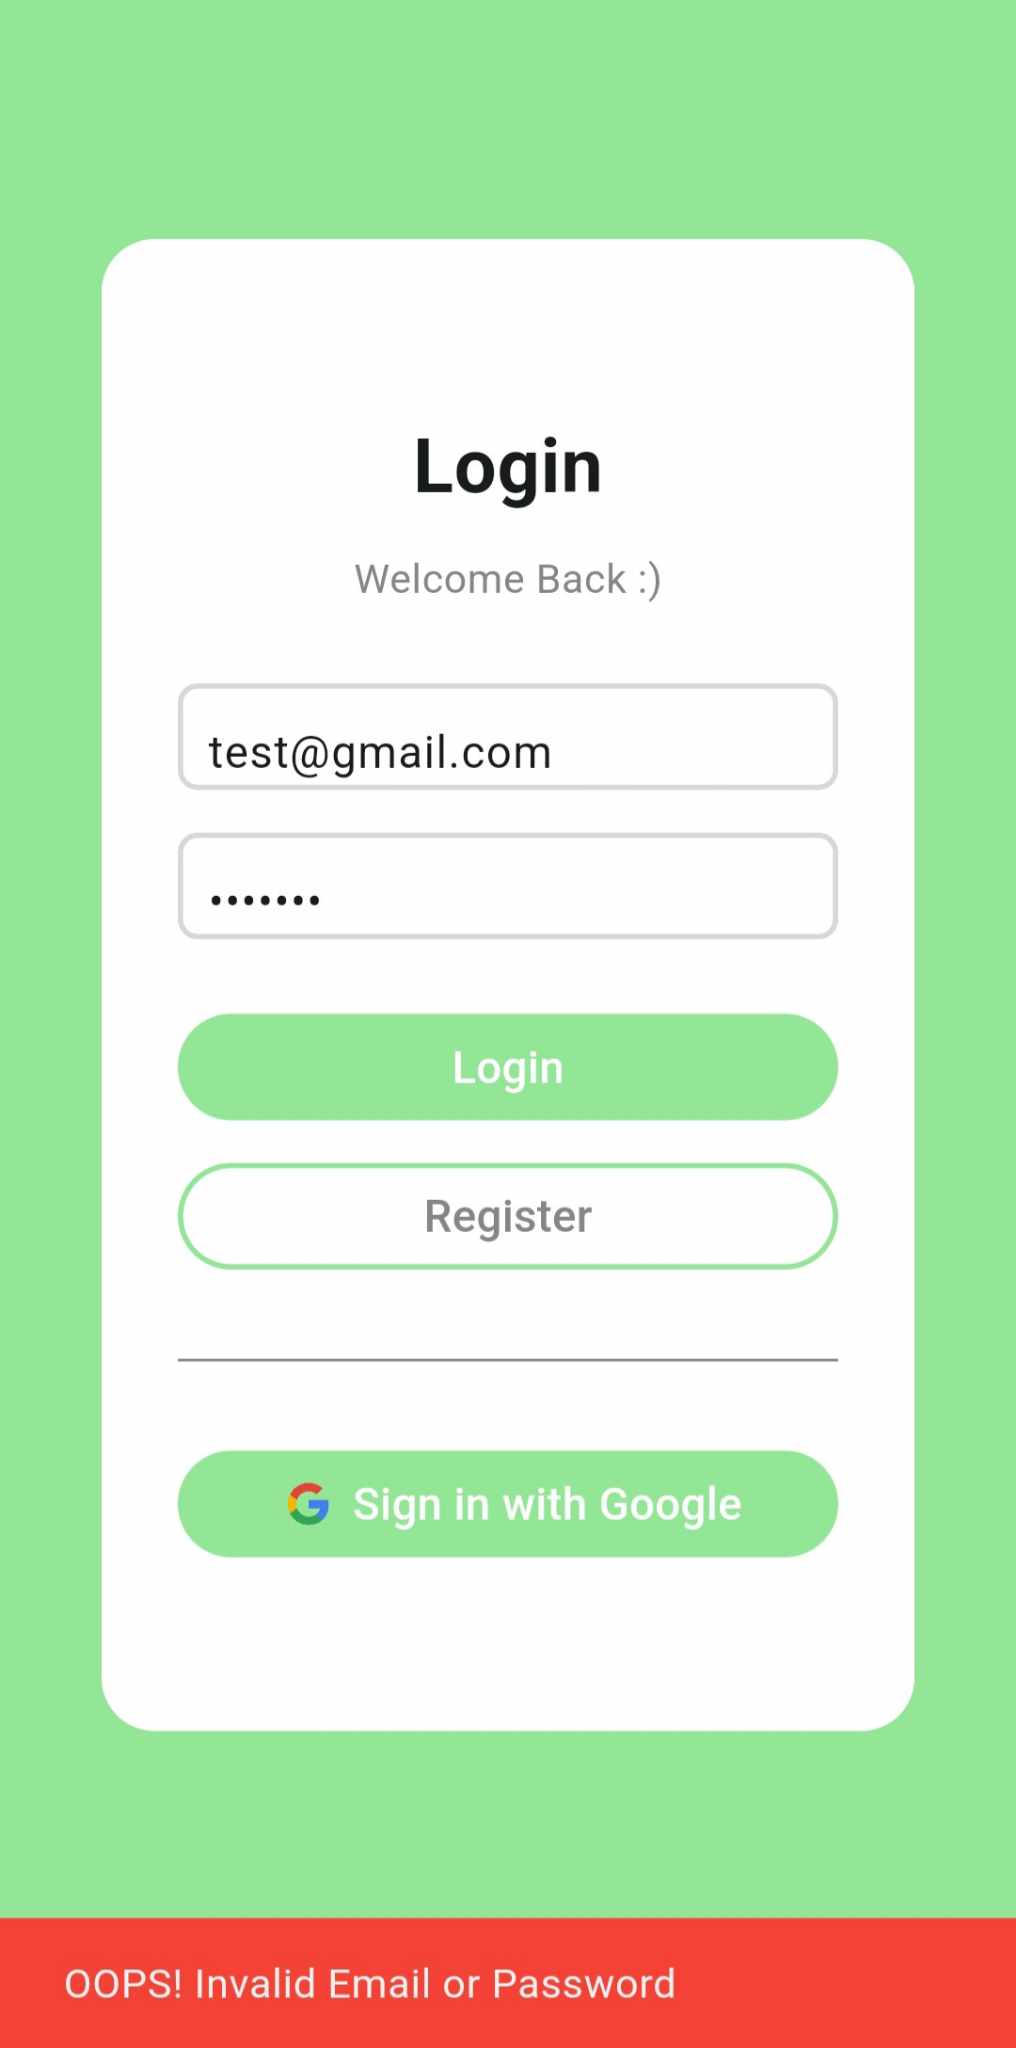 Login
Welcome Back :)
test@gmail.com
•••••••
Login
Register
Sign in with Google
OOPS! Invalid Email or Password